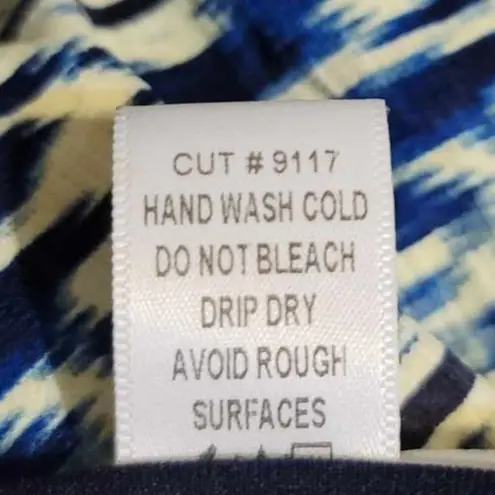 CUT # 9117
HAND WASH COLD
DO NOT BLEACH
DRIP DRY
AVOID ROUGH
SURFACES